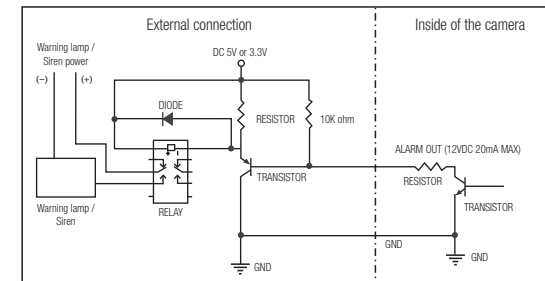 External connection
Inside of the camera
Warning lamp /
Siren power
(−)
(+)
DC 5V or 3.3V
DIODE
RESISTOR
10K ohm
ALARM OUT (12VDC 20mA MAX)
RESISTOR
TRANSISTOR
TRANSISTOR
RELAY
Warning lamp /
Siren
GND
GND
GND